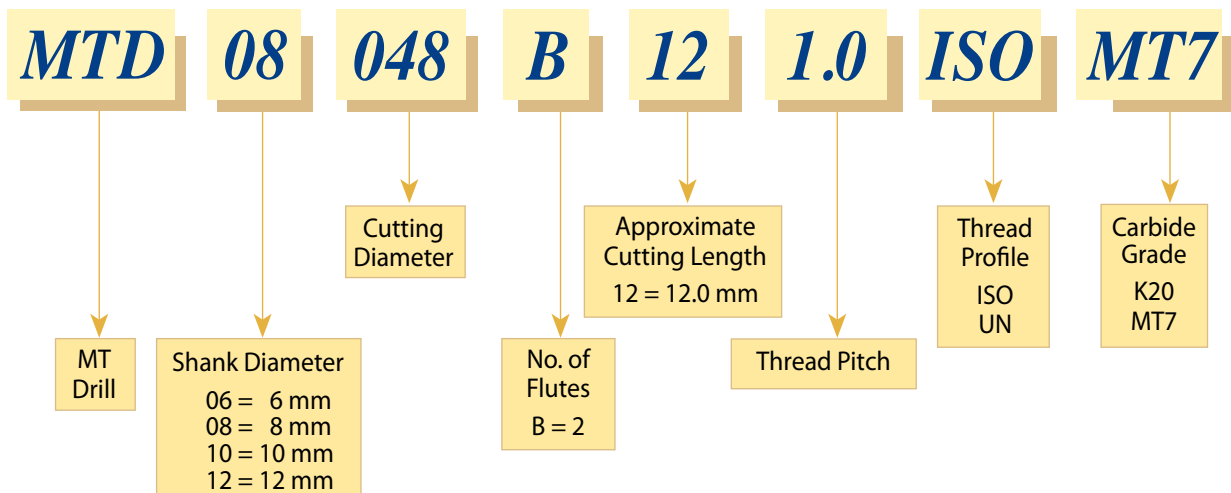 MTD 08 048 B 12 1.0 ISO MT7
MT
Drill
Shank Diameter
06 = 6 mm
08 = 8 mm
10 = 10 mm
12 = 12 mm
Cutting
Diameter
No. of
Flutes
B = 2
Approximate
Cutting Length
12 = 12.0 mm
Thread Pitch
Thread
Profile
ISO
UN
Carbide
Grade
K20
MT7